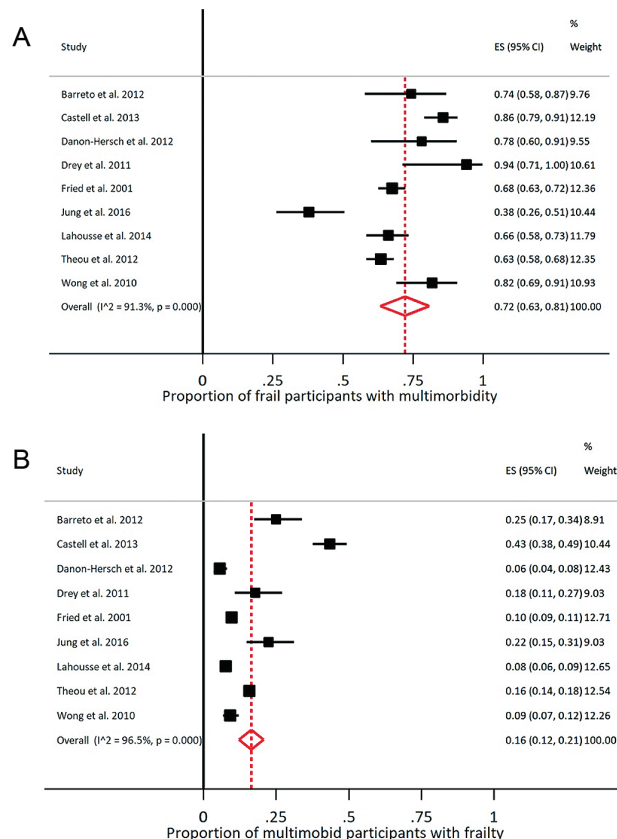 A
%
Study ES (95% CI) Weight
Barreto et al. 2012 0.74 (0.58, 0.87) 9.76
Castell et al. 2013 0.86 (0.79, 0.91) 12.19
Danon-Hersch et al. 2012 0.78 (0.60, 0.91) 9.55
Drey et al. 2011 0.94 (0.71, 1.00) 10.61
Fried et al. 2001 0.68 (0.63, 0.72) 12.36
Jung et al. 2016 0.38 (0.26, 0.51) 10.44
Lahousse et al. 2014 0.66 (0.58, 0.73) 11.79
Theou et al. 2012 0.63 (0.58, 0.68) 12.35
Wong et al. 2010 0.82 (0.69, 0.91) 10.93
Overall (I^2 = 91.3%, p = 0.000) 0.72 (0.63, 0.81) 100.00
0 .25 .5 .75 1
Proportion of frail participants with multimorbidity
B
%
Study ES (95% CI) Weight
Barreto et al. 2012 0.25 (0.17, 0.34) 8.91
Castell et al. 2013 0.43 (0.38, 0.49) 10.44
Danon-Hersch et al. 2012 0.06 (0.04, 0.08) 12.43
Drey et al. 2011 0.18 (0.11, 0.27) 9.03
Fried et al. 2001 0.10 (0.09, 0.11) 12.71
Jung et al. 2016 0.22 (0.15, 0.31) 9.03
Lahousse et al. 2014 0.08 (0.06, 0.09) 12.65
Theou et al. 2012 0.16 (0.14, 0.18) 12.54
Wong et al. 2010 0.09 (0.07, 0.12) 12.26
Overall (I^2 = 96.5%, p = 0.000) 0.16 (0.12, 0.21) 100.00
0 .25 .5 .75 1
Proportion of multimobid participants with frailty